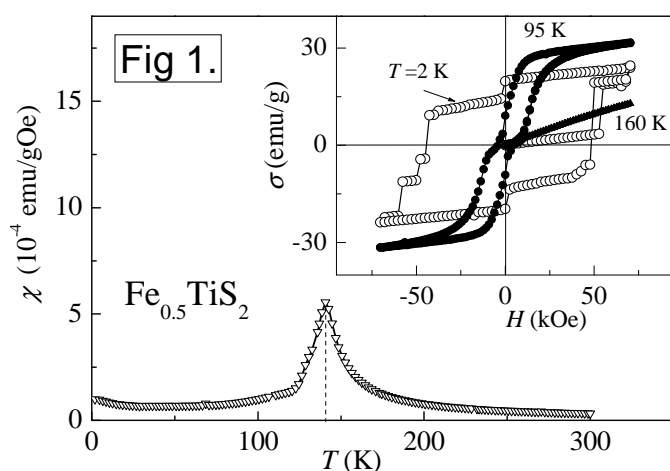 Fig 1.
χ (10⁻⁴ emu/gOe)
15
10
5
0
Fe₀.₅TiS₂
0
100
200
300
T (K)
σ (emu/g)
30
0
-30
95 K
T=2 K
160 K
-50
0
50
H (kOe)